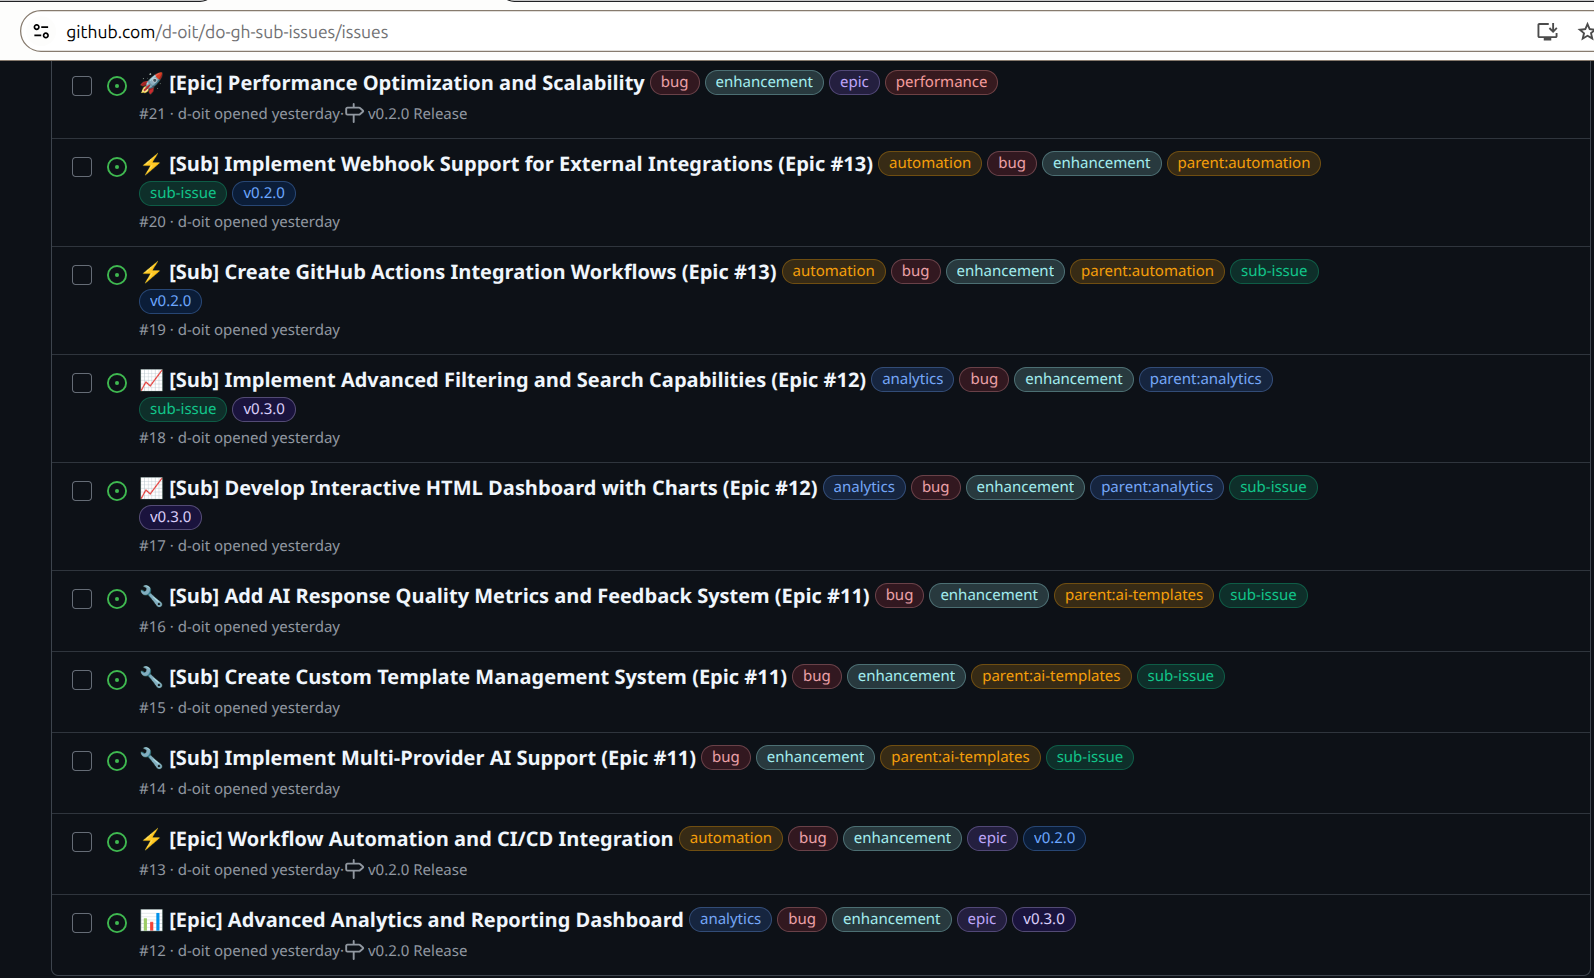 github.com/d-oit/do-gh-sub-issues/issues
🚀 [Epic] Performance Optimization and Scalability bug enhancement epic performance
#21 · d-oit opened yesterday · v0.2.0 Release
⚡ [Sub] Implement Webhook Support for External Integrations (Epic #13) automation bug enhancement parent:automation
sub-issue v0.2.0
#20 · d-oit opened yesterday
⚡ [Sub] Create GitHub Actions Integration Workflows (Epic #13) automation bug enhancement parent:automation sub-issue
v0.2.0
#19 · d-oit opened yesterday
📈 [Sub] Implement Advanced Filtering and Search Capabilities (Epic #12) analytics bug enhancement parent:analytics
sub-issue v0.3.0
#18 · d-oit opened yesterday
📈 [Sub] Develop Interactive HTML Dashboard with Charts (Epic #12) analytics bug enhancement parent:analytics sub-issue
v0.3.0
#17 · d-oit opened yesterday
🔧 [Sub] Add AI Response Quality Metrics and Feedback System (Epic #11) bug enhancement parent:ai-templates sub-issue
#16 · d-oit opened yesterday
🔧 [Sub] Create Custom Template Management System (Epic #11) bug enhancement parent:ai-templates sub-issue
#15 · d-oit opened yesterday
🔧 [Sub] Implement Multi-Provider AI Support (Epic #11) bug enhancement parent:ai-templates sub-issue
#14 · d-oit opened yesterday
⚡ [Epic] Workflow Automation and CI/CD Integration automation bug enhancement epic v0.2.0
#13 · d-oit opened yesterday · v0.2.0 Release
📊 [Epic] Advanced Analytics and Reporting Dashboard analytics bug enhancement epic v0.3.0
#12 · d-oit opened yesterday · v0.2.0 Release